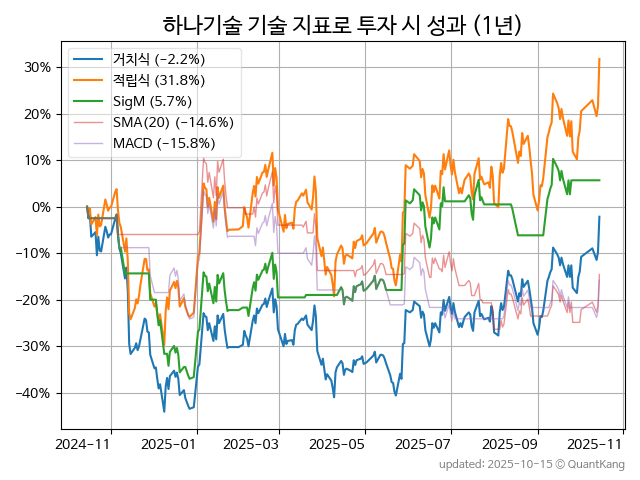 하나기술 기술 지표로 투자 시 성과 (1년)
거치식 (−2.2%)
적립식 (31.8%)
SigM (5.7%)
SMA(20) (−14.6%)
MACD (−15.8%)
30%
20%
10%
0%
−10%
−20%
−30%
−40%
2024-11 2025-01 2025-03 2025-05 2025-07 2025-09 2025-11
updated: 2025-10-15 © QuantKang